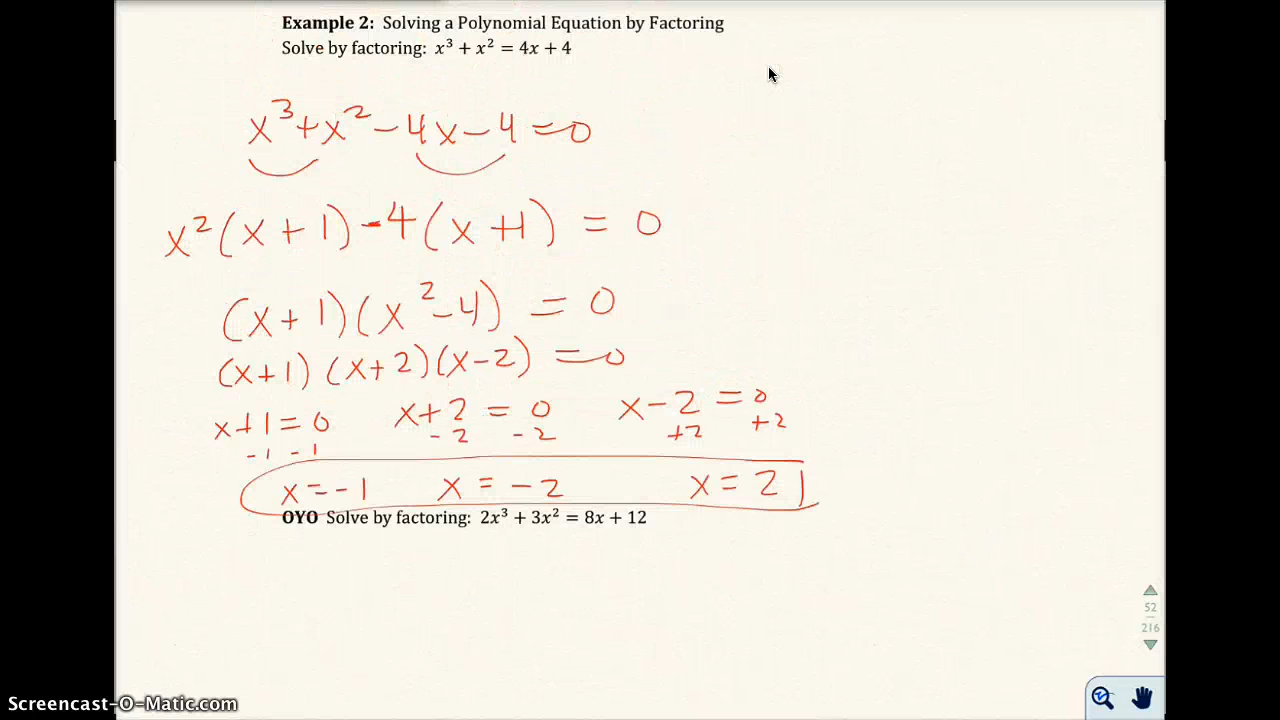 Example 2: Solving a Polynomial Equation by Factoring
Solve by factoring: x³ + x² = 4x + 4
x³ + x² - 4x - 4 = 0
x² (x + 1) - 4 (x + 1) = 0
(x + 1) (x² - 4) = 0
(x + 1) (x + 2) (x - 2) = 0
x + 1 = 0 x + 2 = 0 x - 2 = 0
-1 -1 -2 -2 +2 +2
x = -1 x = -2 x = 2
OYO Solve by factoring: 2x³ + 3x² = 8x + 12
52
216
Screencast-O-Matic.com